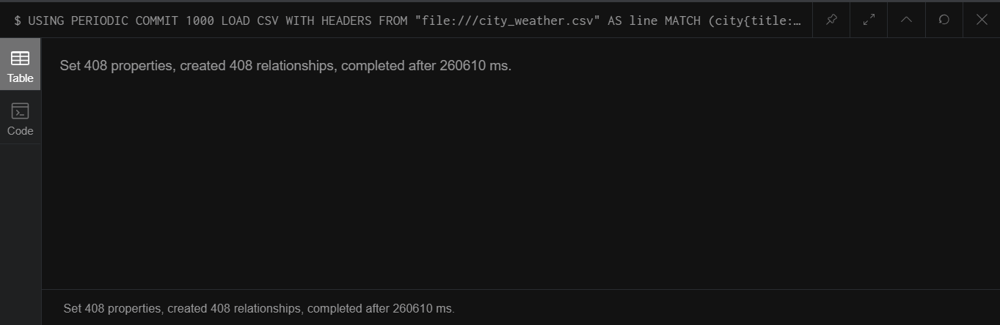 $ USING PERIODIC COMMIT 1000 LOAD CSV WITH HEADERS FROM "file:///city_weather.csv" AS line MATCH (city{title:…
Table
Set 408 properties, created 408 relationships, completed after 260610 ms.
Code
Set 408 properties, created 408 relationships, completed after 260610 ms.